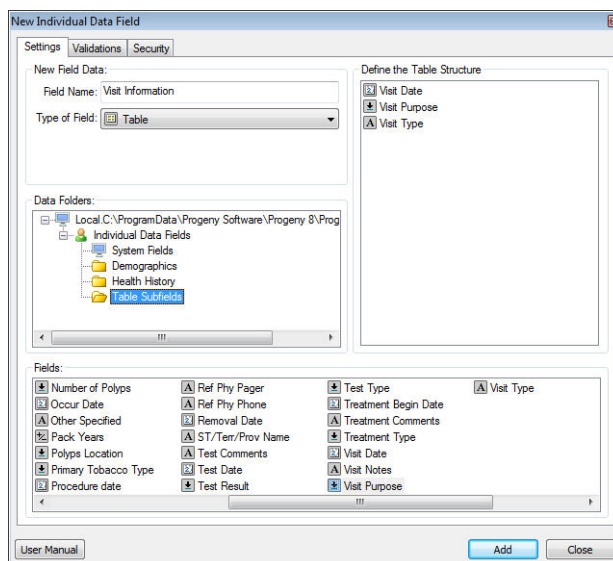 New Individual Data Field
Settings
Validations
Security
New Field Data:
Field Name: Visit Information
Type of Field: Table
Define the Table Structure
Visit Date
Visit Purpose
Visit Type
Data Folders:
Local.C:\ProgramData\Progeny Software\Progeny 8\Prog
Individual Data Fields
System Fields
Demographics
Health History
Table Subfields
Fields:
Number of Polyps
Occur Date
Other Specified
Pack Years
Polyps Location
Primary Tobacco Type
Procedure date
Ref Phy Pager
Ref Phy Phone
Removal Date
ST/Terr/Prov Name
Test Comments
Test Date
Test Result
Test Type
Treatment Begin Date
Treatment Comments
Treatment Type
Visit Date
Visit Notes
Visit Purpose
Visit Type
User Manual
Add
Close